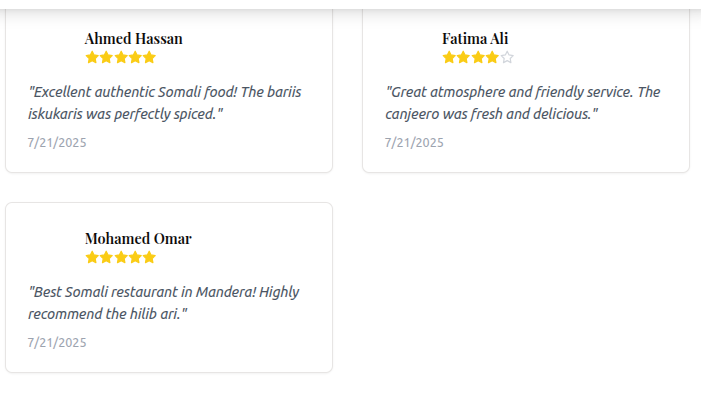 Ahmed Hassan
"Excellent authentic Somali food! The bariis
iskukaris was perfectly spiced."
7/21/2025
Fatima Ali
"Great atmosphere and friendly service. The
canjeero was fresh and delicious."
7/21/2025
Mohamed Omar
"Best Somali restaurant in Mandera! Highly
recommend the hilib ari."
7/21/2025